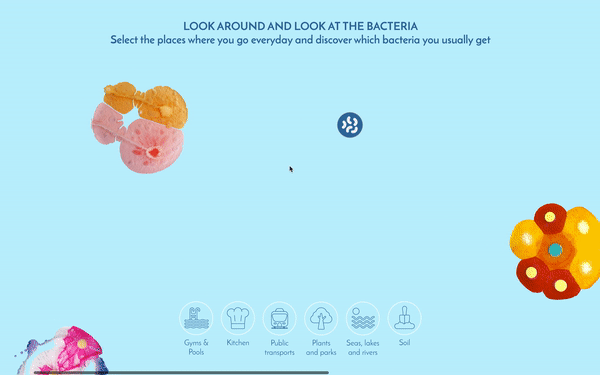 LOOK AROUND AND LOOK AT THE BACTERIA
Select the places where you go everyday and discover which bacteria you usually get
Gyms &
Pools
Kitchen
Public
transports
Plants
and parks
Seas, lakes
and rivers
Soil